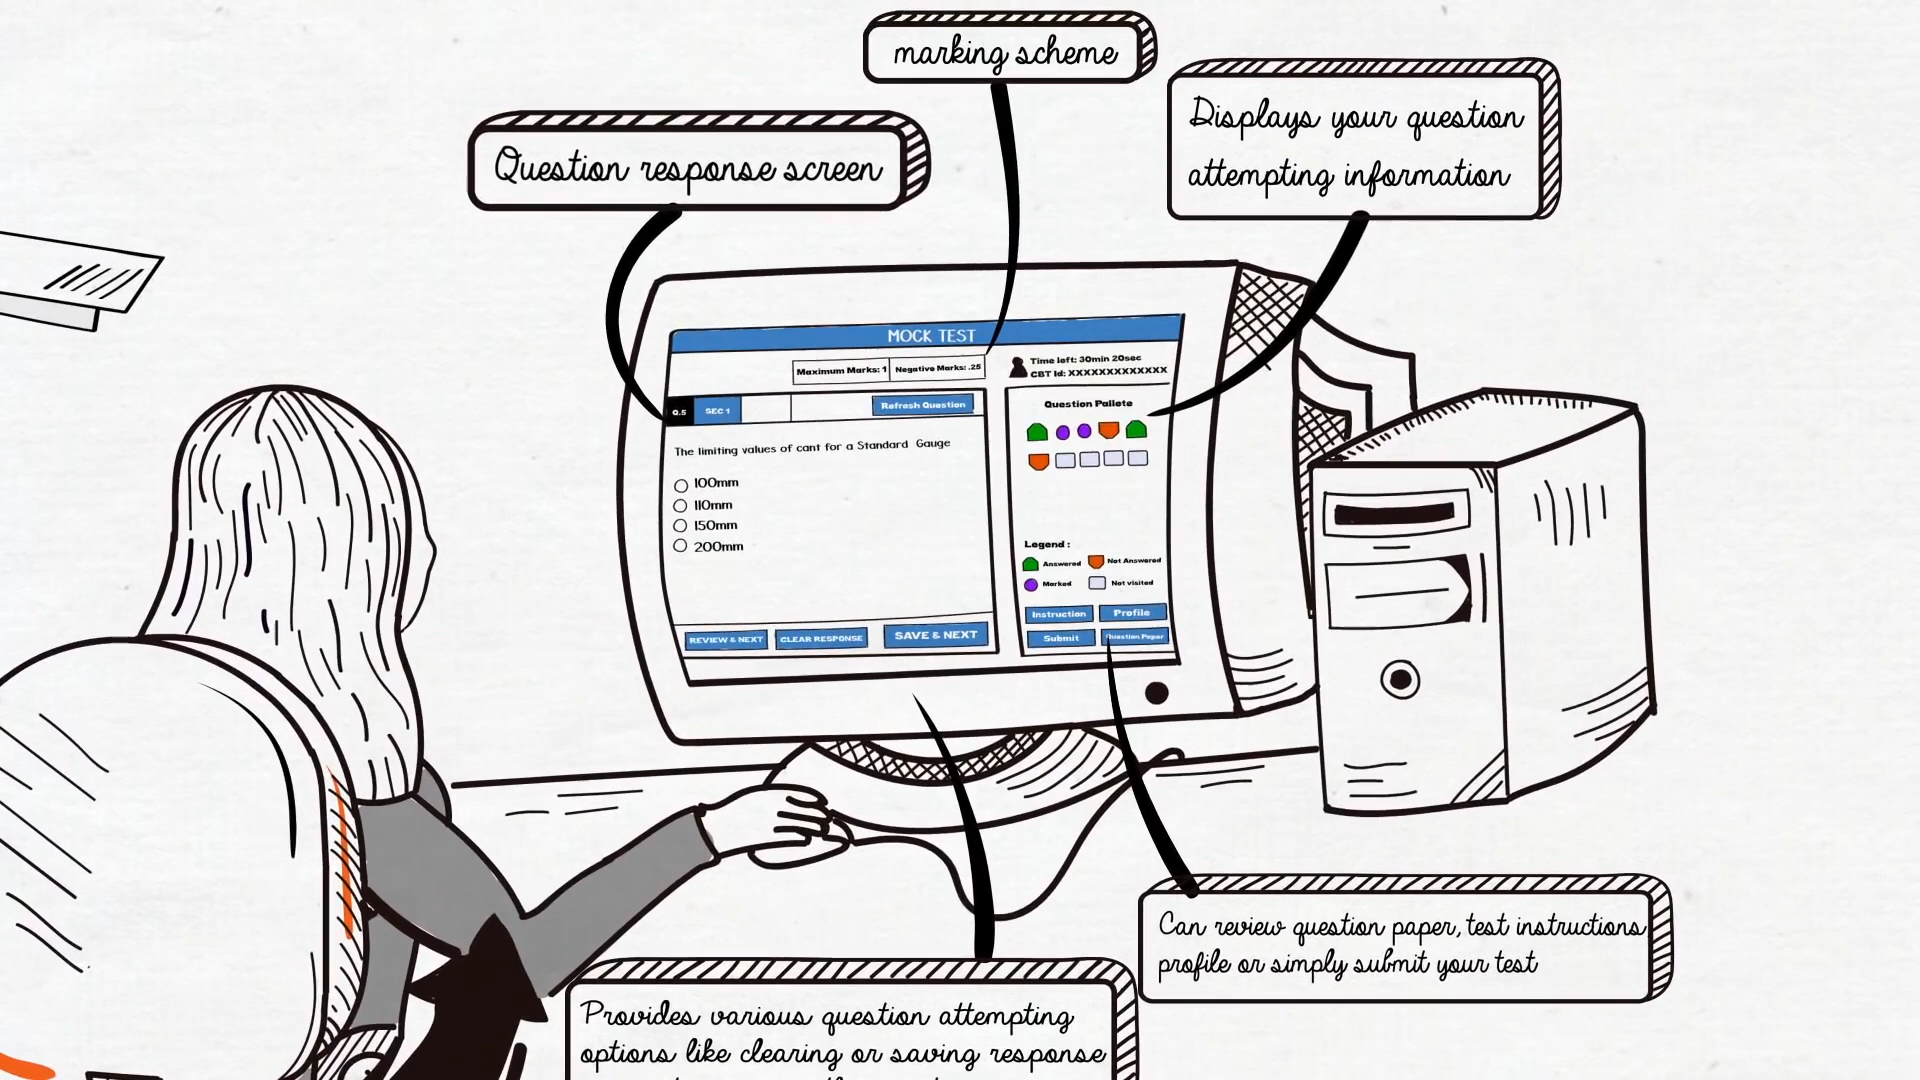 marking scheme
Displays your question
attempting information
Question response screen
MOCK TEST
Maximum Marks: 1
Negative Marks: .25
Time left: 30min 20sec
CBT Id: XXXXXXXXXXXXX
Q.5
SEC 1
Refresh Question
Question Pallete
The limiting values of cant for a Standard Gauge
100mm
110mm
150mm
200mm
Legend :
Answered
Not Answered
Marked
Not visited
Instruction
Profile
REVIEW & NEXT
CLEAR RESPONSE
SAVE & NEXT
Submit
Question Paper
Can review question paper, test instructions
profile or simply submit your test
Provides various question attempting
options like clearing or saving response